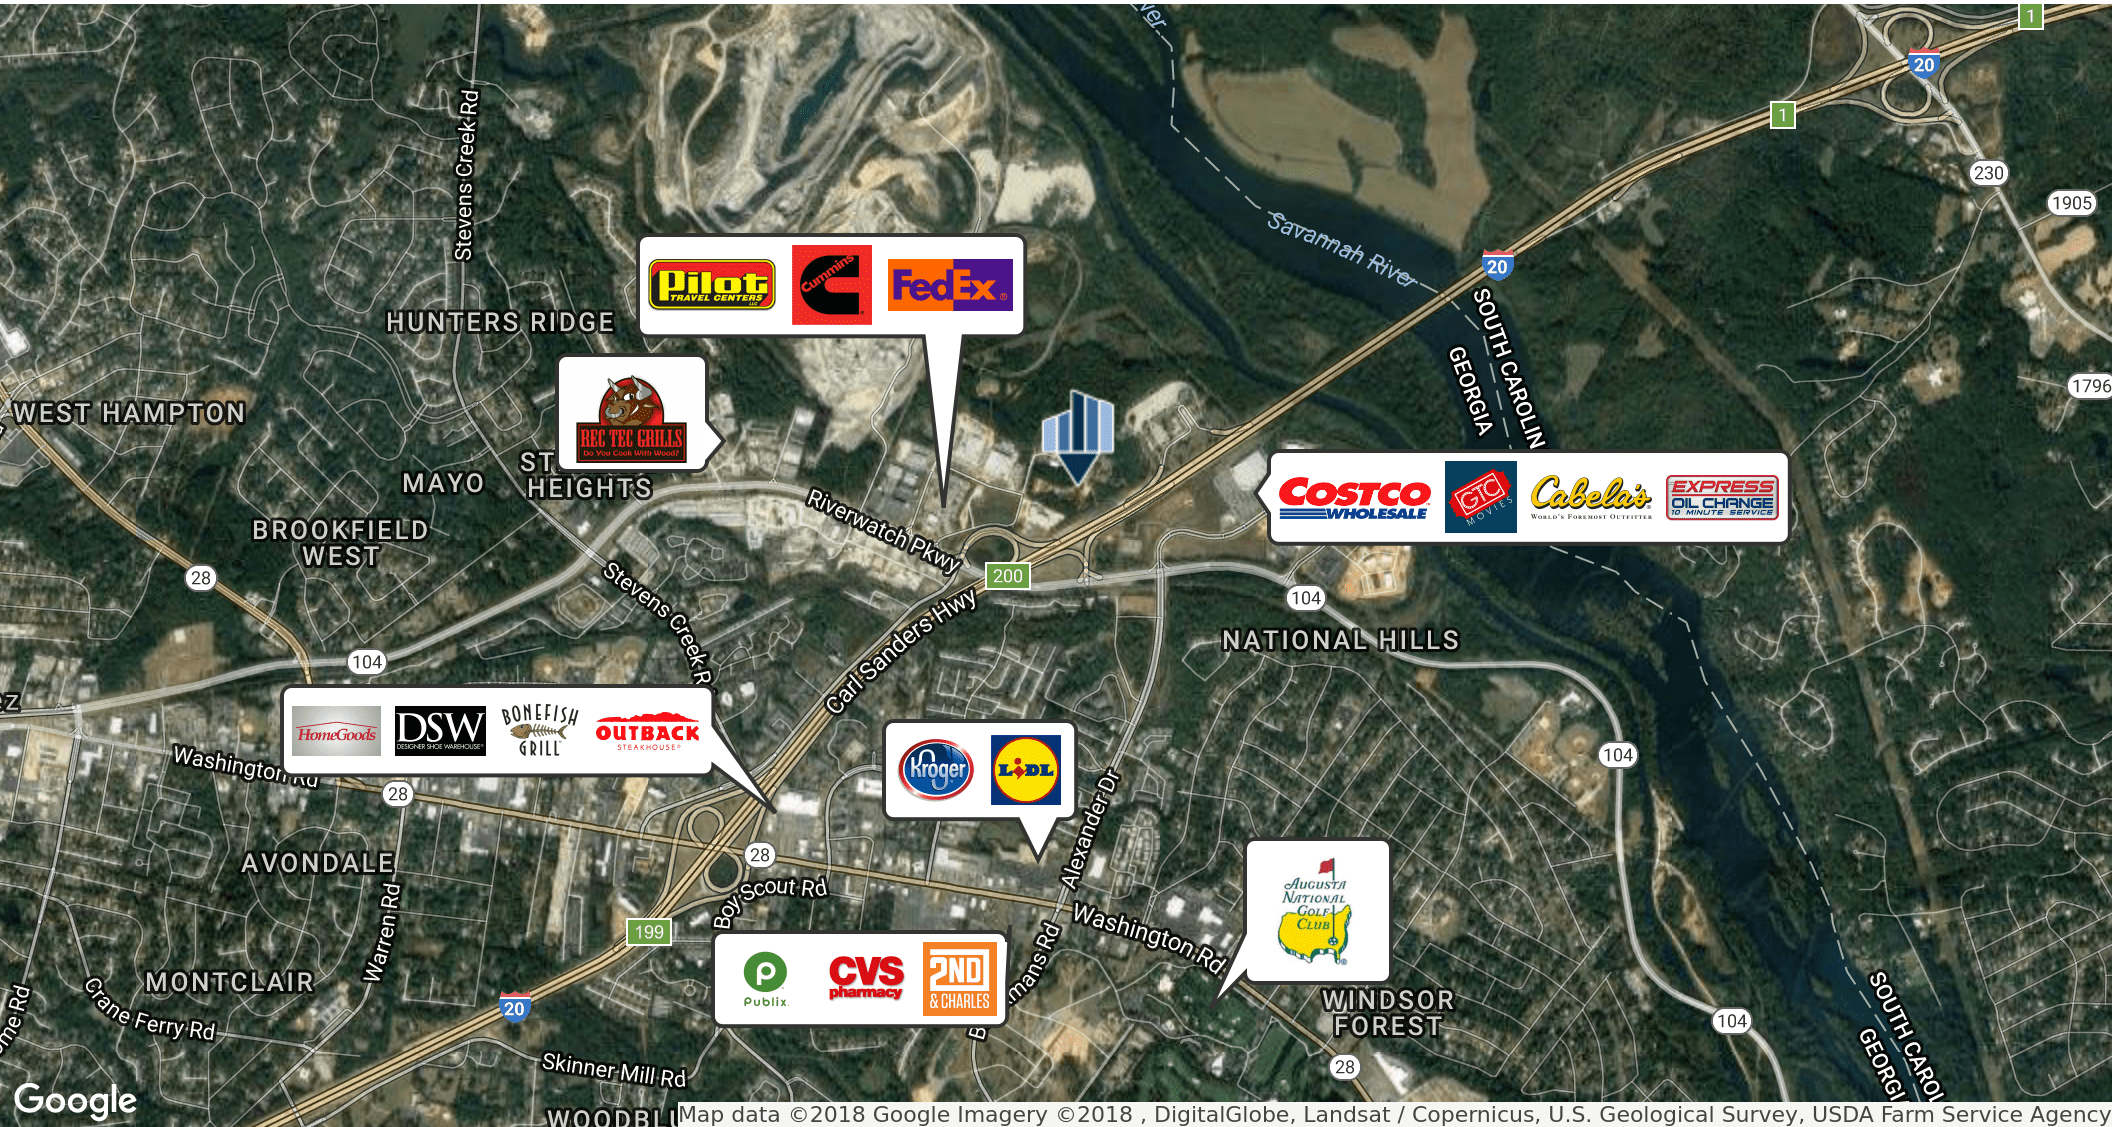 1
20
1
230
1905
Stevens Creek Rd
Savannah River
20
Pilot
TRAVEL CENTERS
LLC
Cummins
FedEx®
HUNTERS RIDGE
SOUTH CAROLIN
GEORGIA
1796
WEST HAMPTON
REC TEC GRILLS
Do You Cook With Wood?
ST
HEIGHTS
MAYO
COSTCO
WHOLESALE
GTC
MOVIES
Cabela's
WORLD'S FOREMOST OUTFITTER
EXPRESS
OIL CHANGE
10 MINUTE SERVICE
Riverwatch Pkwy
BROOKFIELD
WEST
28
200
Stevens Creek R
104
Carl Sanders Hwy
NATIONAL HILLS
104
HomeGoods
DSW
DESIGNER SHOE WAREHOUSE®
BONEFISH
GRILL
OUTBACK
STEAKHOUSE®
Washington Rd
28
Kroger
LIDL
104
Alexander Dr
28
AVONDALE
Boy Scout Rd
Warren Rd
199
Washington Rd
AUGUSTA
NATIONAL
GOLF
CLUB
Publix
CVS
pharmacy
2ND
& CHARLES
mans Rd
MONTCLAIR
Crane Ferry Rd
20
WINDSOR
FOREST
104
SOUTH CAROL
GEORGI
28
Skinner Mill Rd
Google
WOODBL
Map data ©2018 Google Imagery ©2018 , DigitalGlobe, Landsat / Copernicus, U.S. Geological Survey, USDA Farm Service Agency